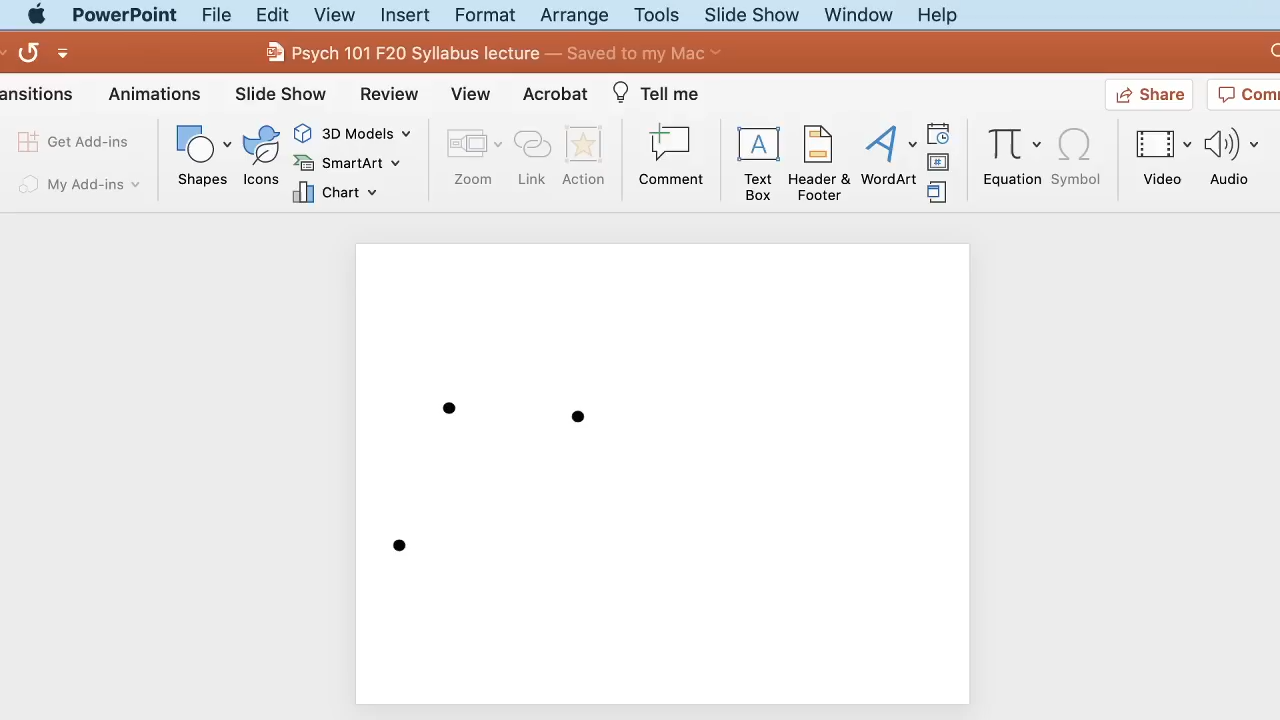 PowerPoint File Edit View Insert Format Arrange Tools Slide Show Window Help
Psych 101 F20 Syllabus lecture — Saved to my Mac
Animations Slide Show Review View Acrobat Tell me Share
Get Add-ins
My Add-ins
Shapes
Icons
3D Models
SmartArt
Chart
Zoom
Link
Action
Comment
Text
Box
Header &
Footer
WordArt
Equation
Symbol
Video
Audio